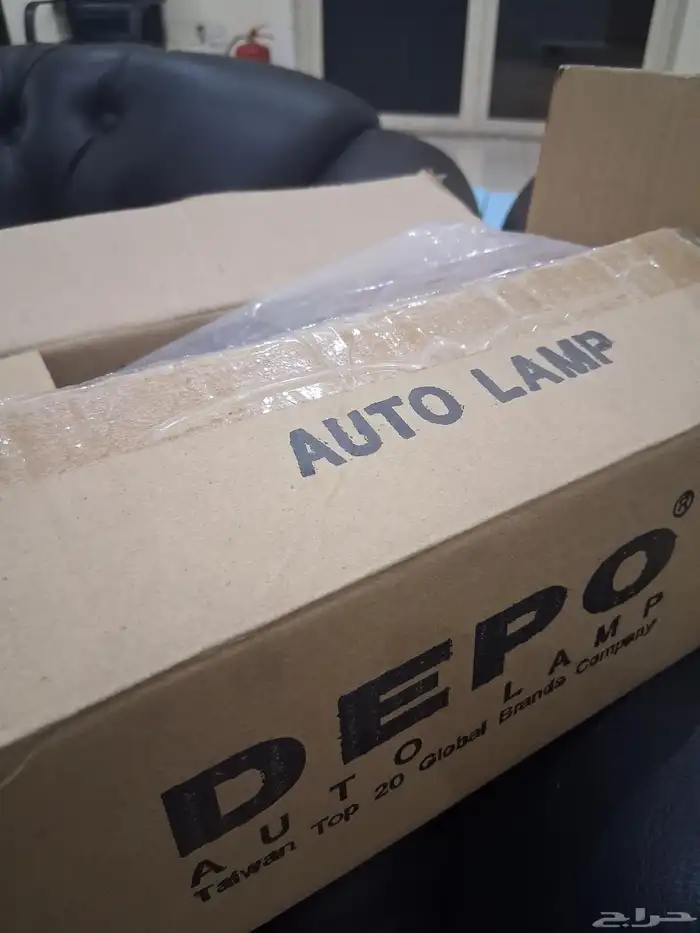 AUTO LAMP
DEPO®
AUTO LAMP
Taiwan Top 20 Global Brands Company
حراج